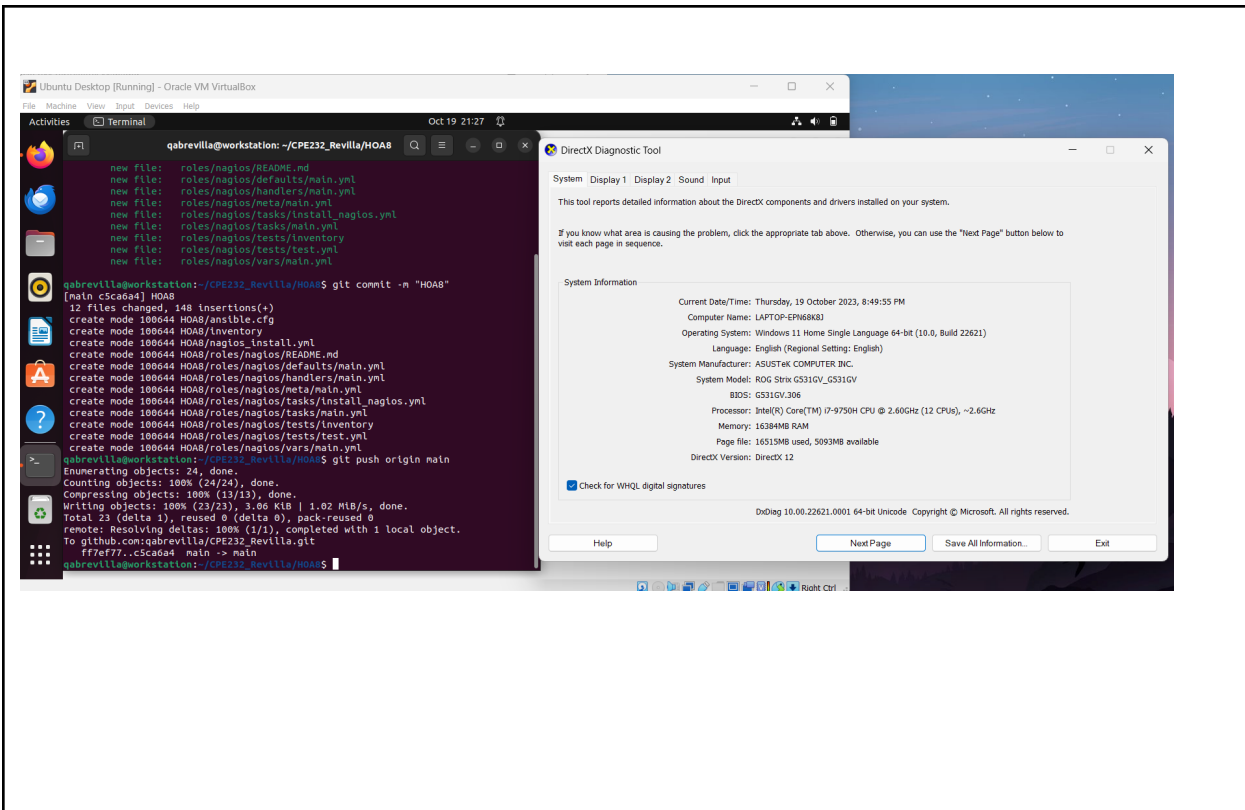 Ubuntu Desktop [Running] - Oracle VM VirtualBox
File Machine View Input Devices Help
Activities Terminal Oct 19 21:27
qabrevilla@workstation: ~/CPE232_Revilla/HOA8
new file: roles/nagios/README.md
new file: roles/nagios/defaults/main.yml
new file: roles/nagios/handlers/main.yml
new file: roles/nagios/meta/main.yml
new file: roles/nagios/tasks/install_nagios.yml
new file: roles/nagios/tasks/main.yml
new file: roles/nagios/tests/inventory
new file: roles/nagios/tests/test.yml
new file: roles/nagios/vars/main.yml
qabrevilla@workstation:~/CPE232_Revilla/HOA8$ git commit -m "HOA8"
[main c5ca6a4] HOA8
12 files changed, 148 insertions(+)
create mode 100644 HOA8/ansible.cfg
create mode 100644 HOA8/inventory
create mode 100644 HOA8/nagios_install.yml
create mode 100644 HOA8/roles/nagios/README.md
create mode 100644 HOA8/roles/nagios/defaults/main.yml
create mode 100644 HOA8/roles/nagios/handlers/main.yml
create mode 100644 HOA8/roles/nagios/meta/main.yml
create mode 100644 HOA8/roles/nagios/tasks/install_nagios.yml
create mode 100644 HOA8/roles/nagios/tasks/main.yml
create mode 100644 HOA8/roles/nagios/tests/inventory
create mode 100644 HOA8/roles/nagios/tests/test.yml
create mode 100644 HOA8/roles/nagios/vars/main.yml
qabrevilla@workstation:~/CPE232_Revilla/HOA8$ git push origin main
Enumerating objects: 24, done.
Counting objects: 100% (24/24), done.
Compressing objects: 100% (13/13), done.
Writing objects: 100% (23/23), 3.06 KiB | 1.02 MiB/s, done.
Total 23 (delta 1), reused 0 (delta 0), pack-reused 0
remote: Resolving deltas: 100% (1/1), completed with 1 local object.
To github.com:qabrevilla/CPE232_Revilla.git
ff7ef77..c5ca6a4 main -> main
qabrevilla@workstation:~/CPE232_Revilla/HOA8$
Right Ctrl
DirectX Diagnostic Tool
System Display 1 Display 2 Sound Input
This tool reports detailed information about the DirectX components and drivers installed on your system.
If you know what area is causing the problem, click the appropriate tab above. Otherwise, you can use the "Next Page" button below to
visit each page in sequence.
System Information
Current Date/Time: Thursday, 19 October 2023, 8:49:55 PM
Computer Name: LAPTOP-EPN68K8J
Operating System: Windows 11 Home Single Language 64-bit (10.0, Build 22621)
Language: English (Regional Setting: English)
System Manufacturer: ASUSTeK COMPUTER INC.
System Model: ROG Strix G531GV_G531GV
BIOS: G531GV.306
Processor: Intel(R) Core(TM) i7-9750H CPU @ 2.60GHz (12 CPUs), ~2.6GHz
Memory: 16384MB RAM
Page file: 16515MB used, 5093MB available
DirectX Version: DirectX 12
Check for WHQL digital signatures
DxDiag 10.00.22621.0001 64-bit Unicode Copyright © Microsoft. All rights reserved.
Help Next Page Save All Information... Exit